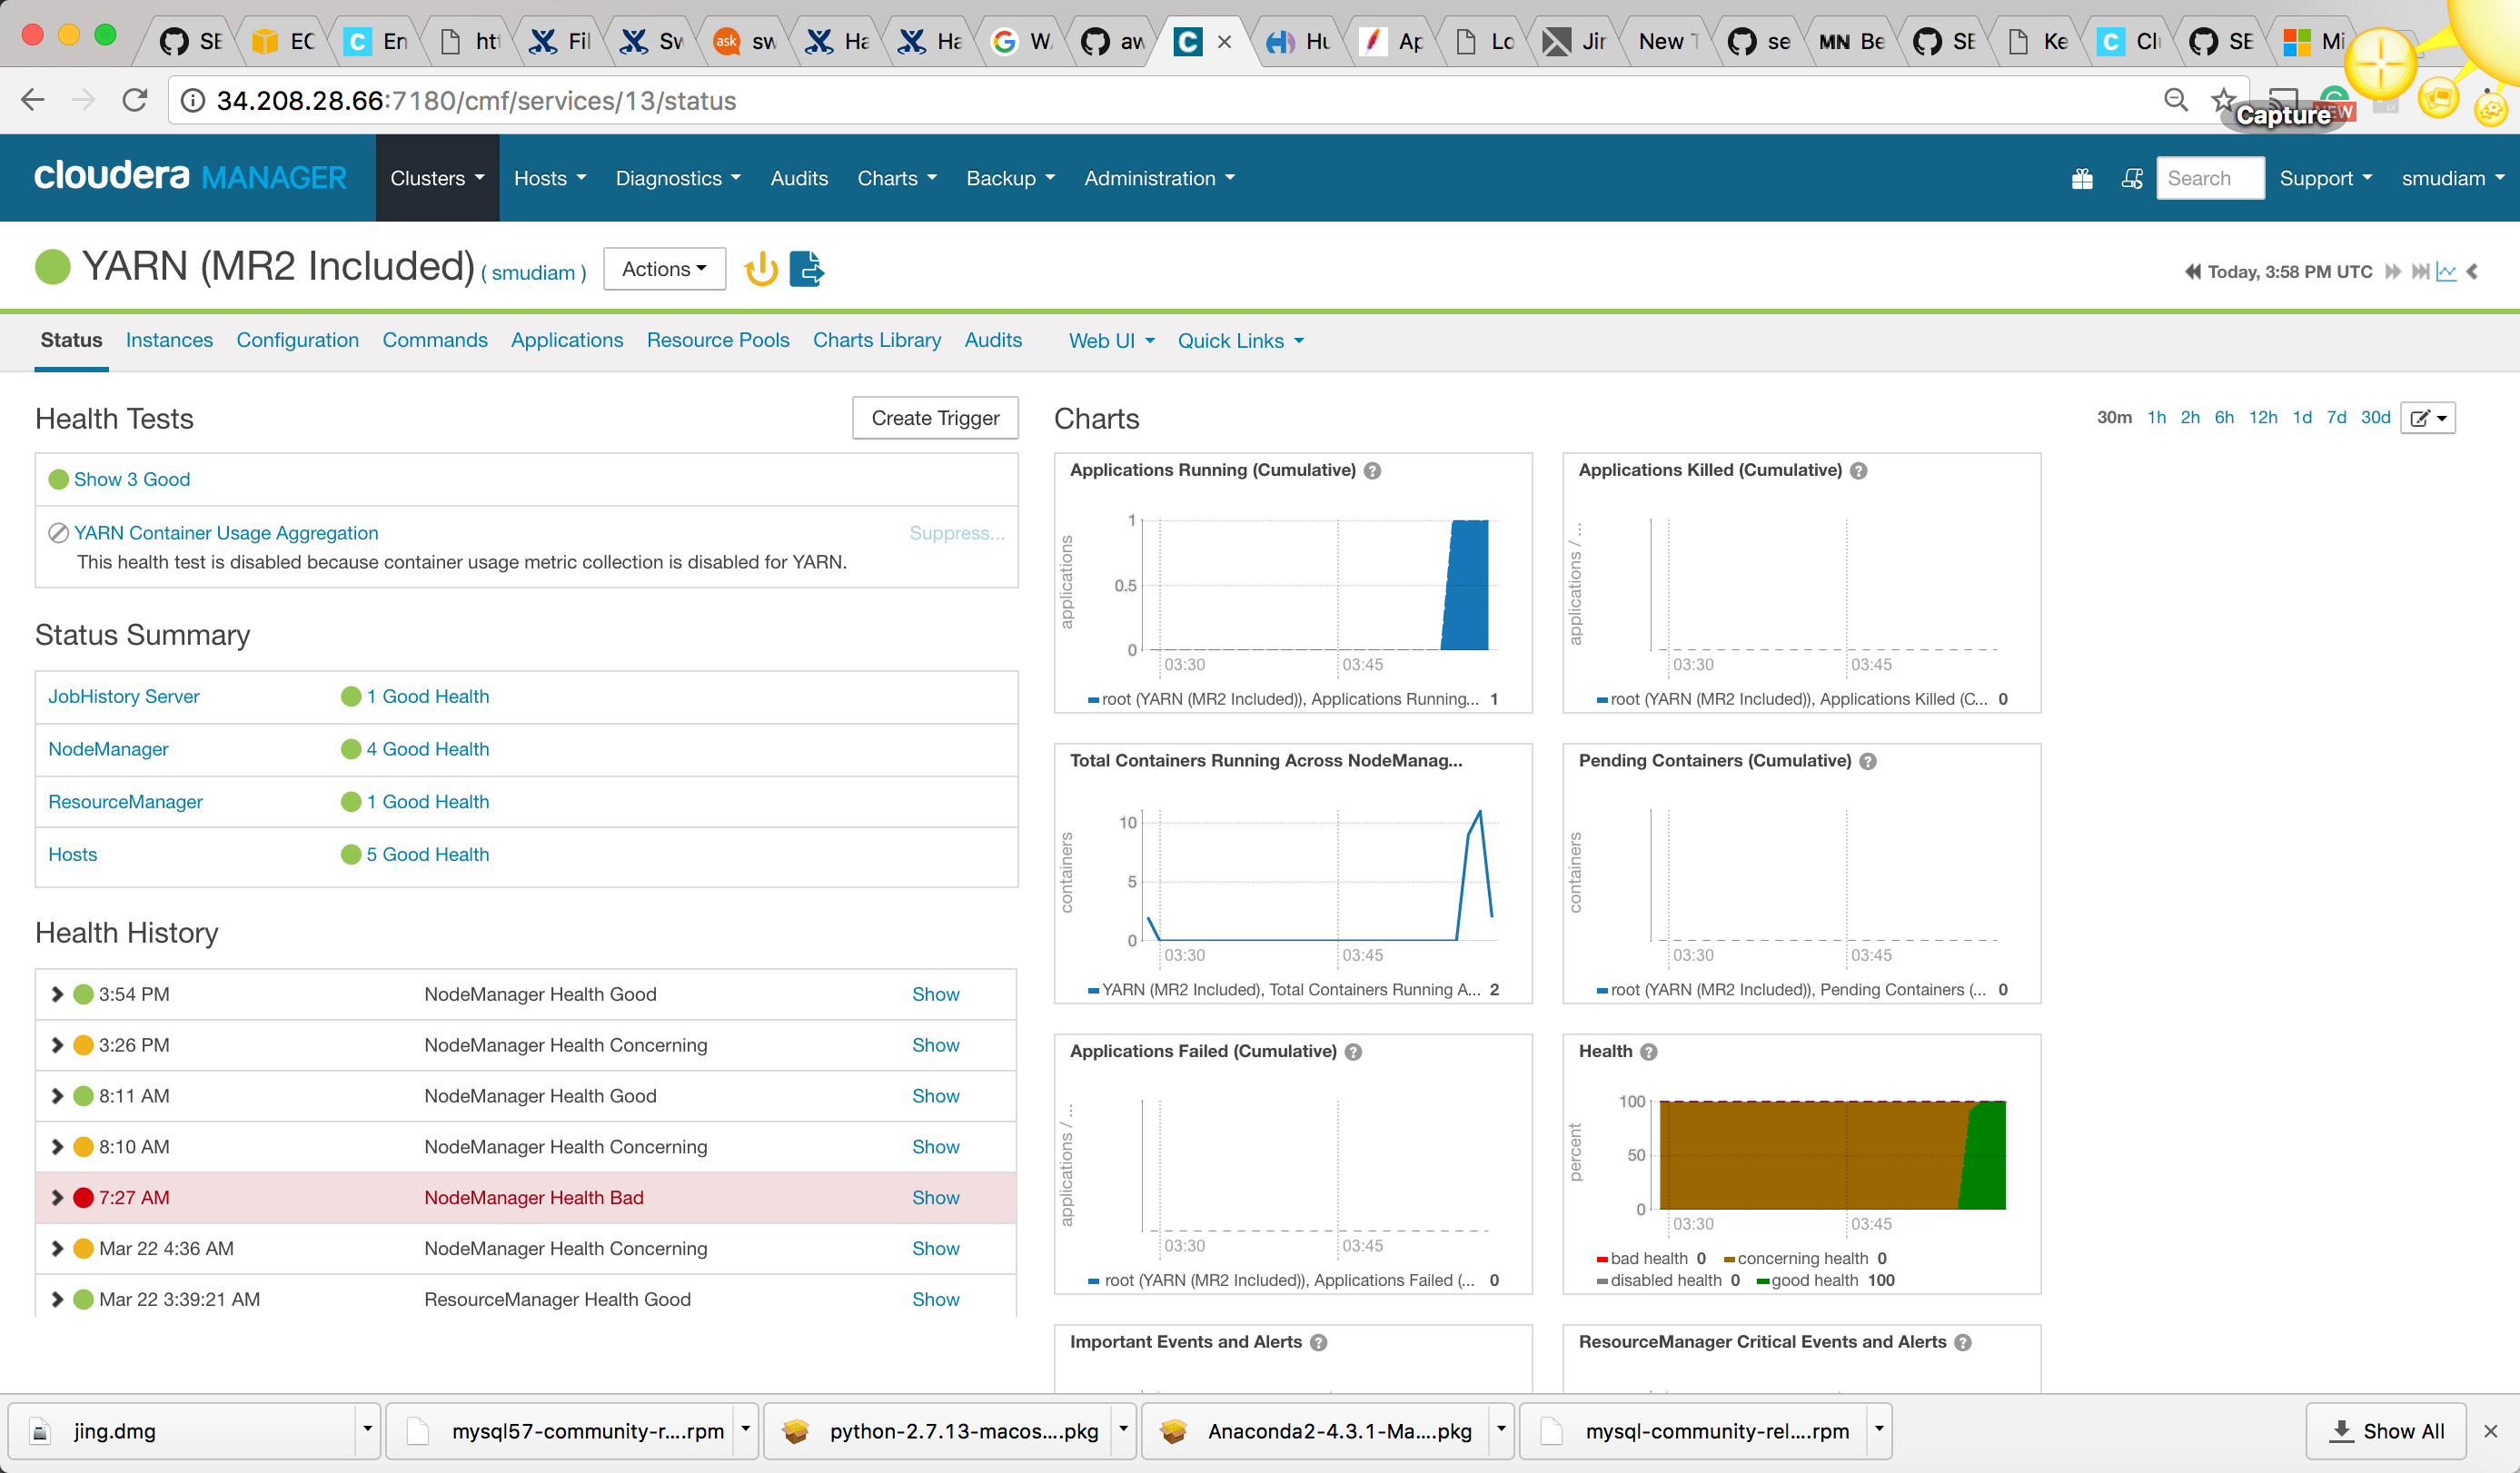 SE
EC
C En
htt
Fil
Sw
ask sw
Ha
Ha
G W
aw
C
Hu
Ap
Lo
Jir
New T
se
MN Be
SE
Ke
C Cl
SE
Mi
34.208.28.66:7180/cmf/services/13/status
Capture
NEW
cloudera MANAGER
Clusters Hosts Diagnostics Audits Charts Backup Administration Search Support smudiam
YARN (MR2 Included) ( smudiam ) Actions
Today, 3:58 PM UTC
Status Instances Configuration Commands Applications Resource Pools Charts Library Audits Web UI Quick Links
Health Tests
Create Trigger
Show 3 Good
YARN Container Usage Aggregation Suppress...
This health test is disabled because container usage metric collection is disabled for YARN.
Status Summary
JobHistory Server 1 Good Health
NodeManager 4 Good Health
ResourceManager 1 Good Health
Hosts 5 Good Health
Health History
3:54 PM NodeManager Health Good Show
3:26 PM NodeManager Health Concerning Show
8:11 AM NodeManager Health Good Show
8:10 AM NodeManager Health Concerning Show
7:27 AM NodeManager Health Bad Show
Mar 22 4:36 AM NodeManager Health Concerning Show
Mar 22 3:39:21 AM ResourceManager Health Good Show
Charts
30m 1h 2h 6h 12h 1d 7d 30d
Applications Running (Cumulative) ?
applications
1
0.5
0
03:30 03:45
root (YARN (MR2 Included)), Applications Running... 1
Applications Killed (Cumulative) ?
applications / ...
03:30 03:45
root (YARN (MR2 Included)), Applications Killed (C... 0
Total Containers Running Across NodeManag...
containers
10
5
0
03:30 03:45
YARN (MR2 Included), Total Containers Running A... 2
Pending Containers (Cumulative) ?
containers
03:30 03:45
root (YARN (MR2 Included)), Pending Containers (... 0
Applications Failed (Cumulative) ?
applications / ...
03:30 03:45
root (YARN (MR2 Included)), Applications Failed (... 0
Health ?
percent
100
50
0
03:30 03:45
bad health 0 concerning health 0
disabled health 0 good health 100
Important Events and Alerts ?
ResourceManager Critical Events and Alerts ?
jing.dmg
mysql57-community-r....rpm
python-2.7.13-macos....pkg
Anaconda2-4.3.1-Ma....pkg
mysql-community-rel....rpm
Show All